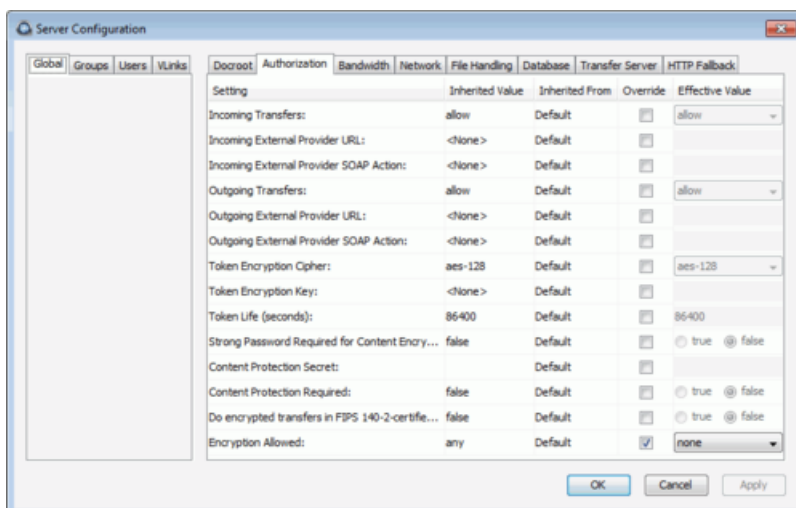 Server Configuration
Global Groups Users VLinks
Docroot Authorization Bandwidth Network File Handling Database Transfer Server HTTP Fallback
Setting Inherited Value Inherited From Override Effective Value
Incoming Transfers: allow Default allow
Incoming External Provider URL: <None> Default
Incoming External Provider SOAP Action: <None> Default
Outgoing Transfers: allow Default allow
Outgoing External Provider URL: <None> Default
Outgoing External Provider SOAP Action: <None> Default
Token Encryption Cipher: aes-128 Default aes-128
Token Encryption Key: <None> Default
Token Life (seconds): 86400 Default 86400
Strong Password Required for Content Encry... false Default true false
Content Protection Secret: Default
Content Protection Required: false Default true false
Do encrypted transfers in FIPS 140-2-certifie... false Default true false
Encryption Allowed: any Default none
OK Cancel Apply